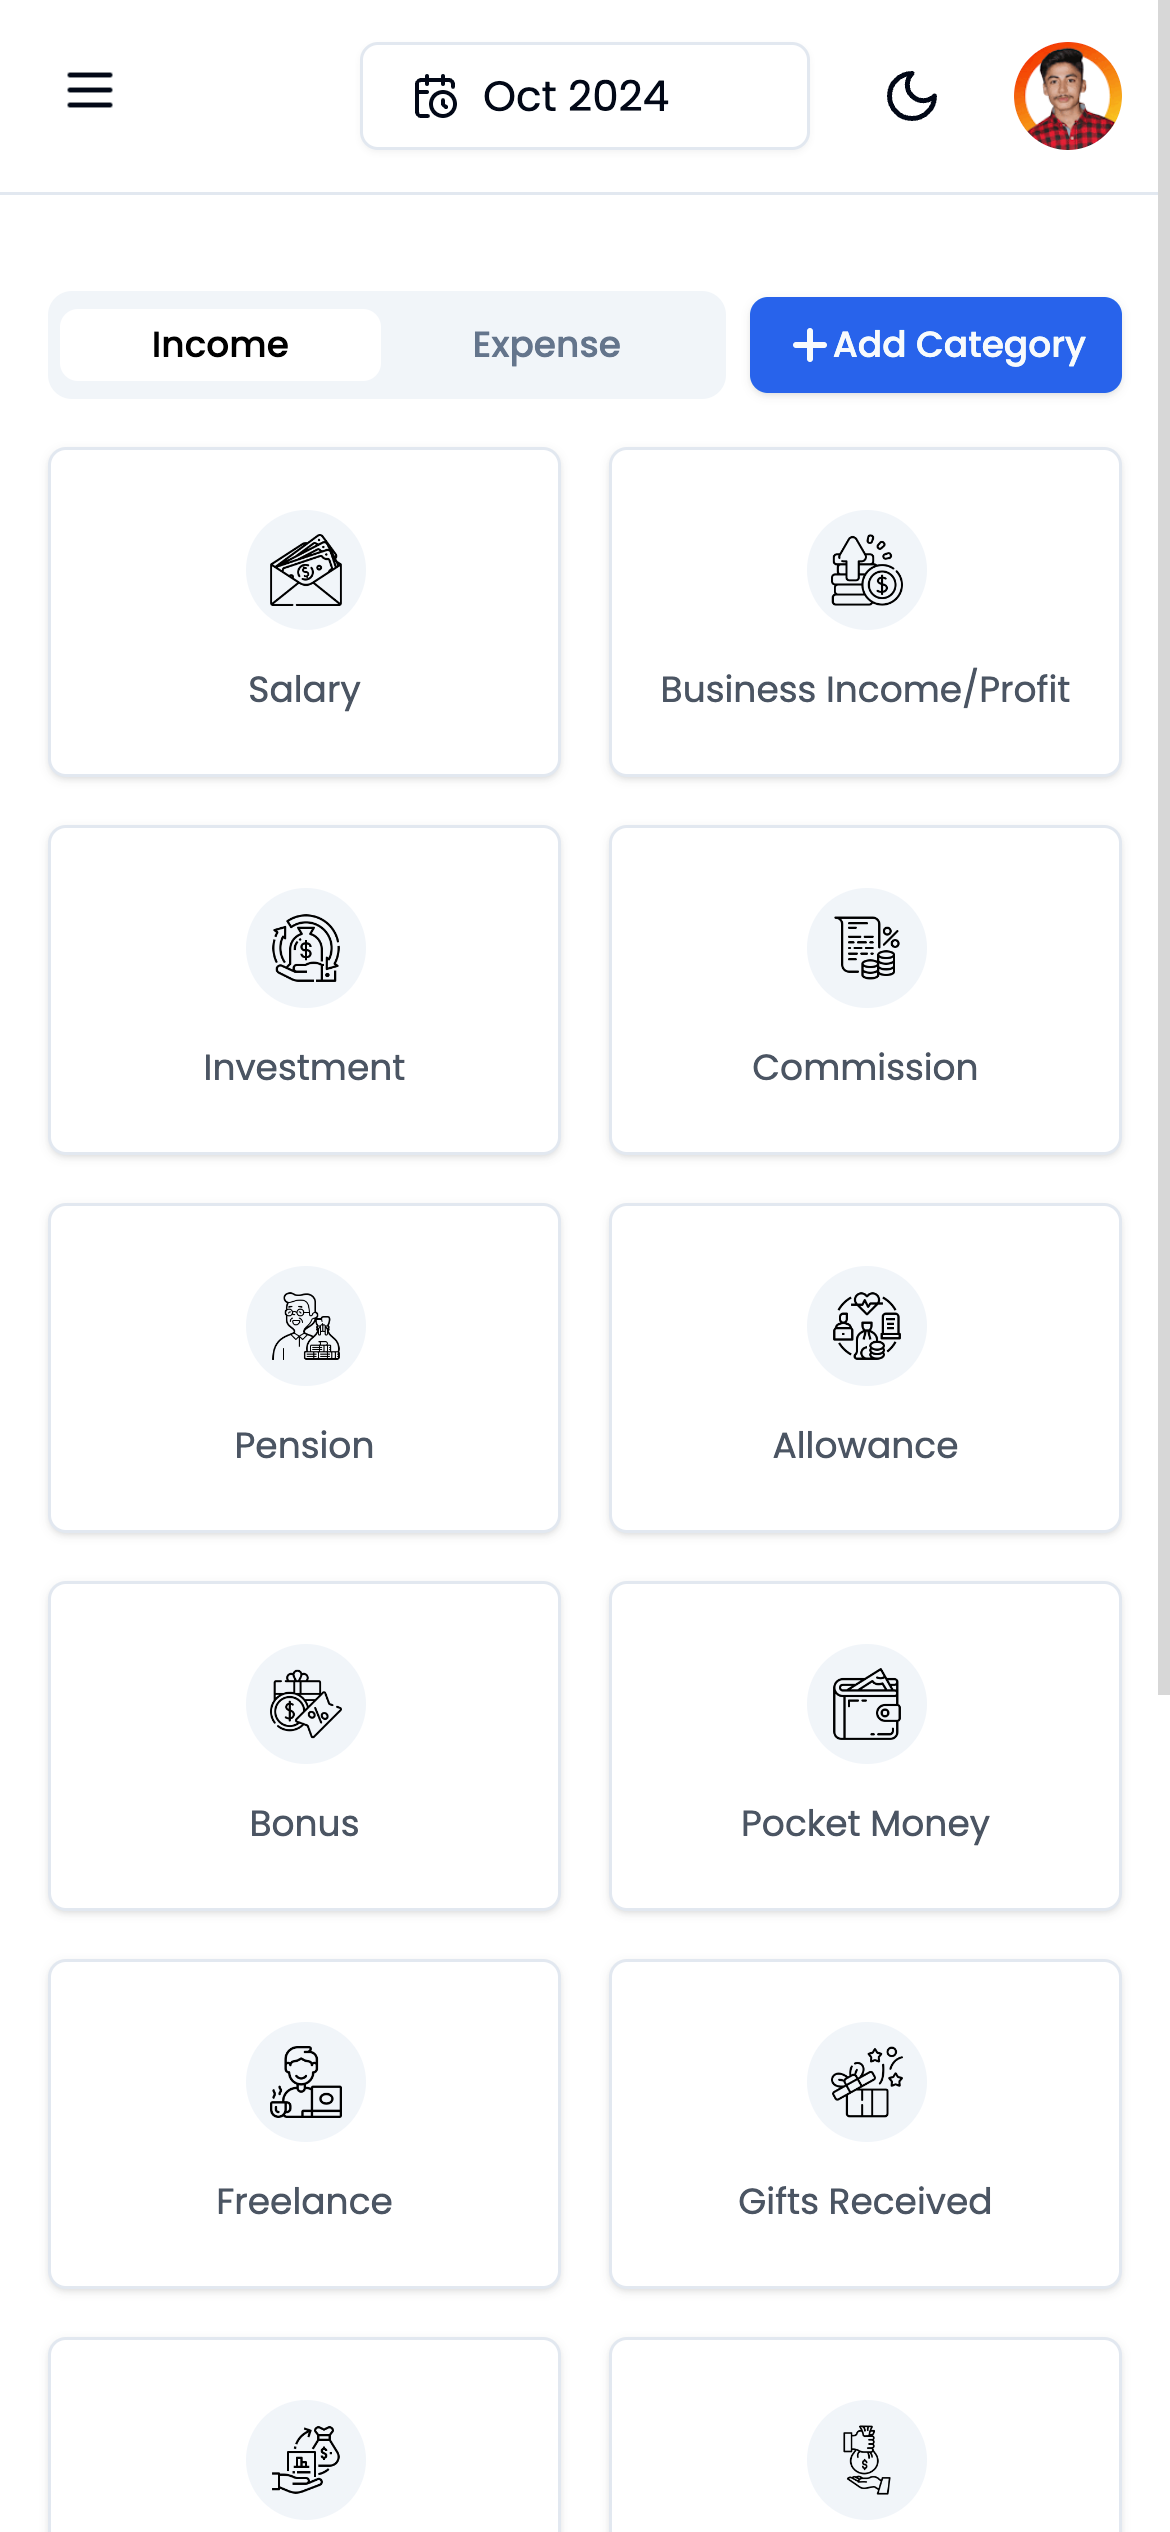 Oct 2024
Income
Expense
Add Category
Salary
Business Income/Profit
Investment
Commission
Pension
Allowance
Bonus
Pocket Money
Freelance
Gifts Received